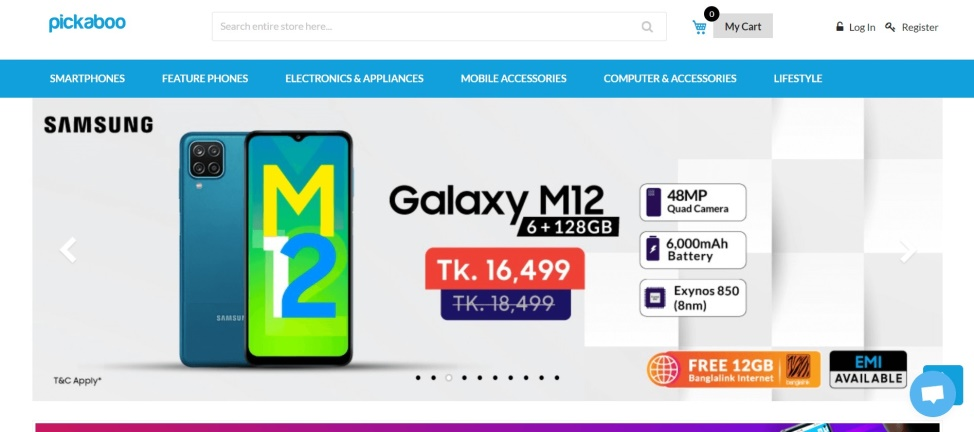 pickaboo
Search entire store here...
0
My Cart
Log In
Register
SMARTPHONES
FEATURE PHONES
ELECTRONICS & APPLIANCES
MOBILE ACCESSORIES
COMPUTER & ACCESSORIES
LIFESTYLE
SAMSUNG
M
12
SAMSU
Galaxy M12
6+128GB
Tk. 16,499
TK. 18,499
48MP
Quad Camera
6,000mAh
Battery
Exynos 850
(8nm)
T&C Apply*
FREE 12GB
Banglalink Internet
EMI
AVAILABLE